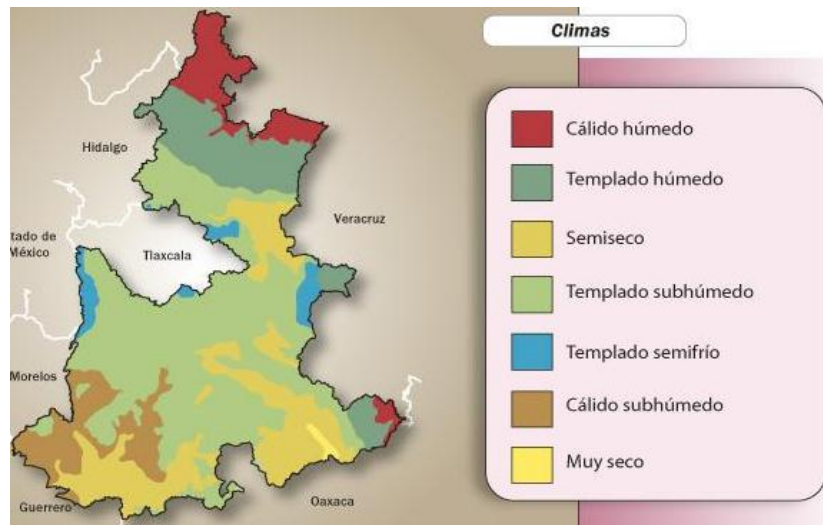 Climas
Hidalgo
Veracruz
tado de
México
Tlaxcala
Morelos
Guerrero
Oaxaca
Cálido húmedo
Templado húmedo
Semiseco
Templado subhúmedo
Templado semifrío
Cálido subhúmedo
Muy seco